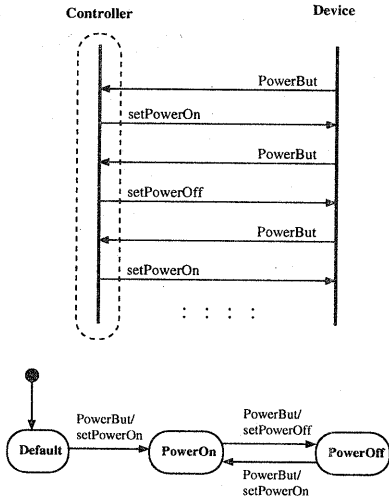 Controller Device
PowerBut
setPowerOn
PowerBut
setPowerOff
PowerBut
setPowerOn
Default
PowerBut/
setPowerOn
PowerOn
PowerBut/
setPowerOff
PowerBut/
setPowerOn
PowerOff